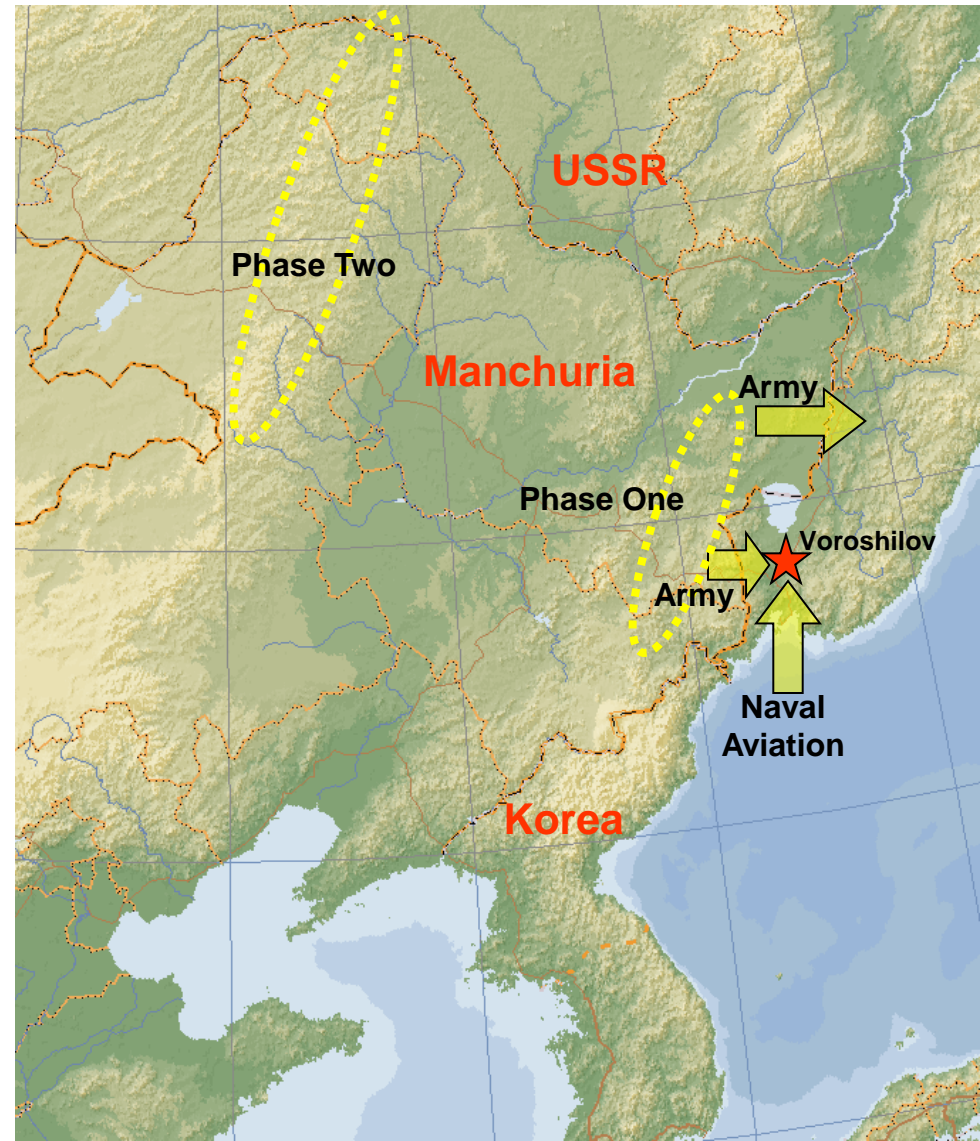 USSR
Phase Two
Manchuria
Army
Phase One
Voroshilov
Army
Naval
Aviation
Korea